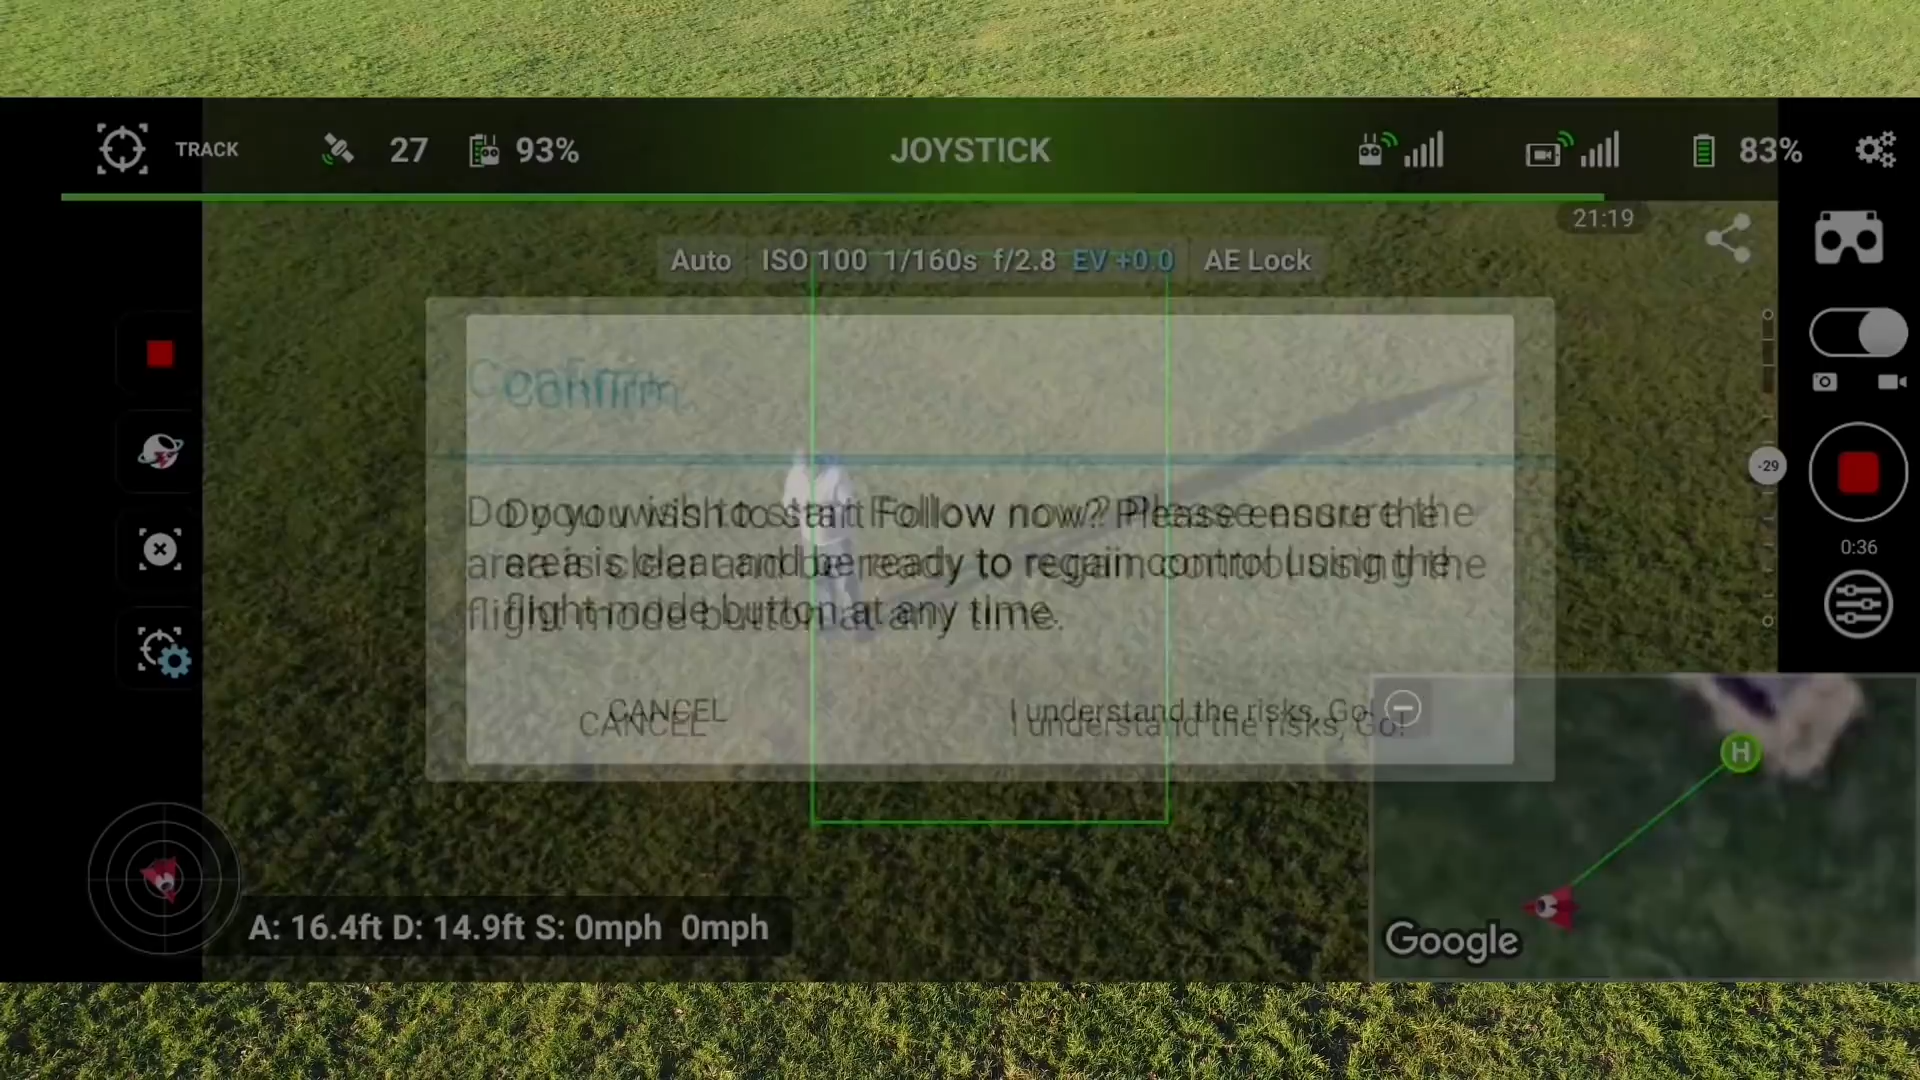 TRACK 27 93% JOYSTICK 83%
21:19
Auto ISO 100 1/160s f/2.8 EV +0.0 AE Lock
Confirm.
Do you wish to start Follow now? Please ensure the
area is clear and be ready to regain control using the
flight mode button at any time.
CANCEL I understand the risks, Go!
-29
0:36
H
A: 16.4ft D: 14.9ft S: 0mph 0mph
Google